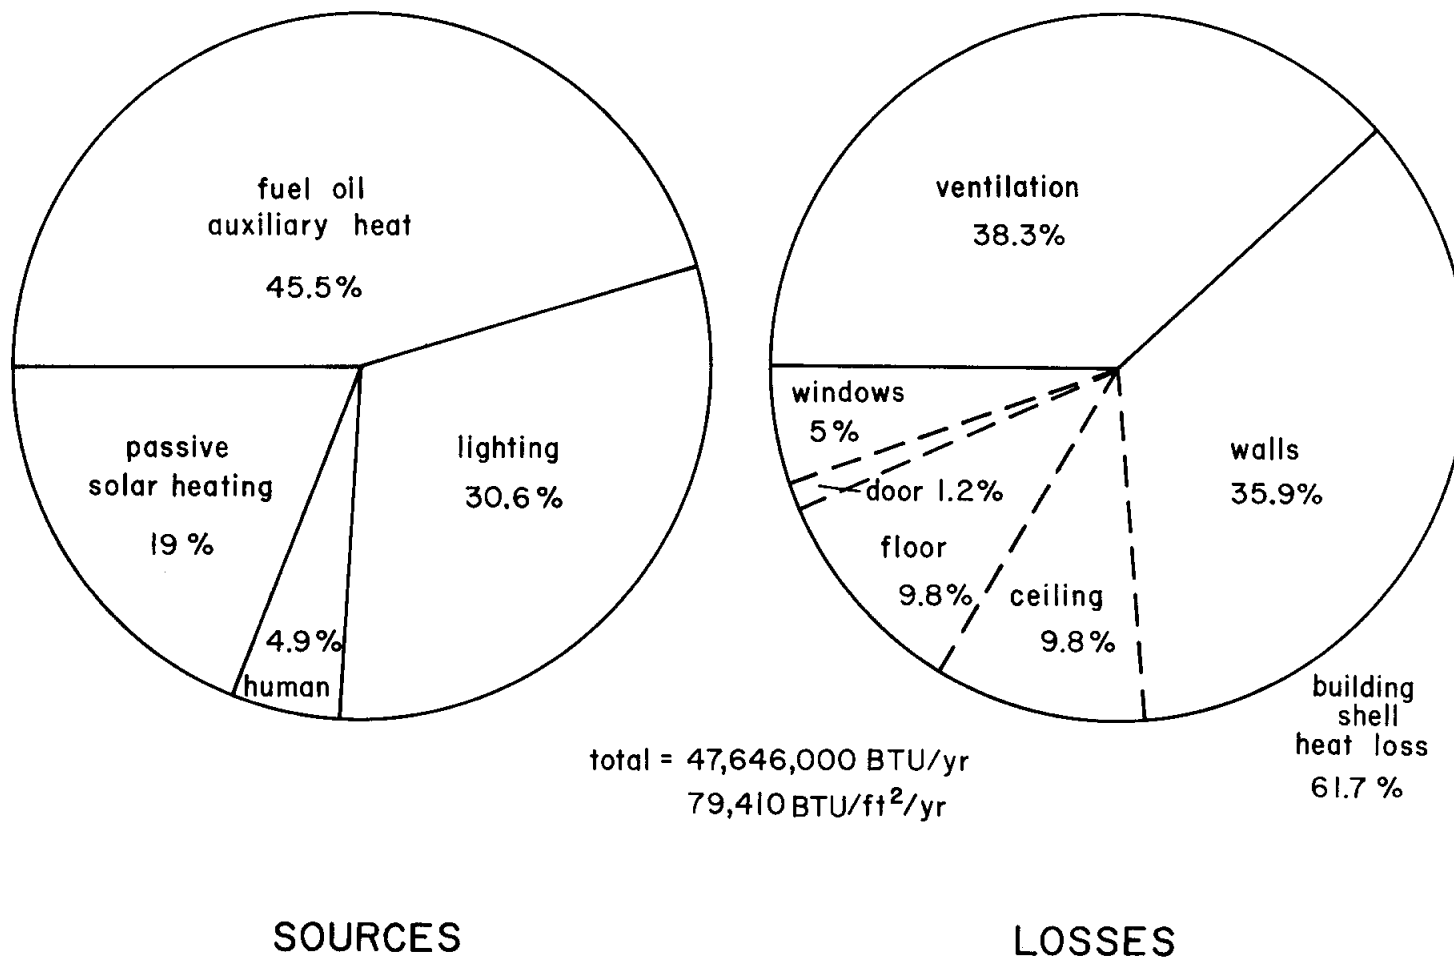 fuel oil
auxiliary heat
45.5%
passive
solar heating
19%
4.9%
human
lighting
30.6%
ventilation
38.3%
windows
5%
door 1.2%
floor
9.8%
ceiling
9.8%
walls
35.9%
building
shell
heat loss
61.7%
total = 47,646,000 BTU/yr
79,410 BTU/ft²/yr
SOURCES
LOSSES